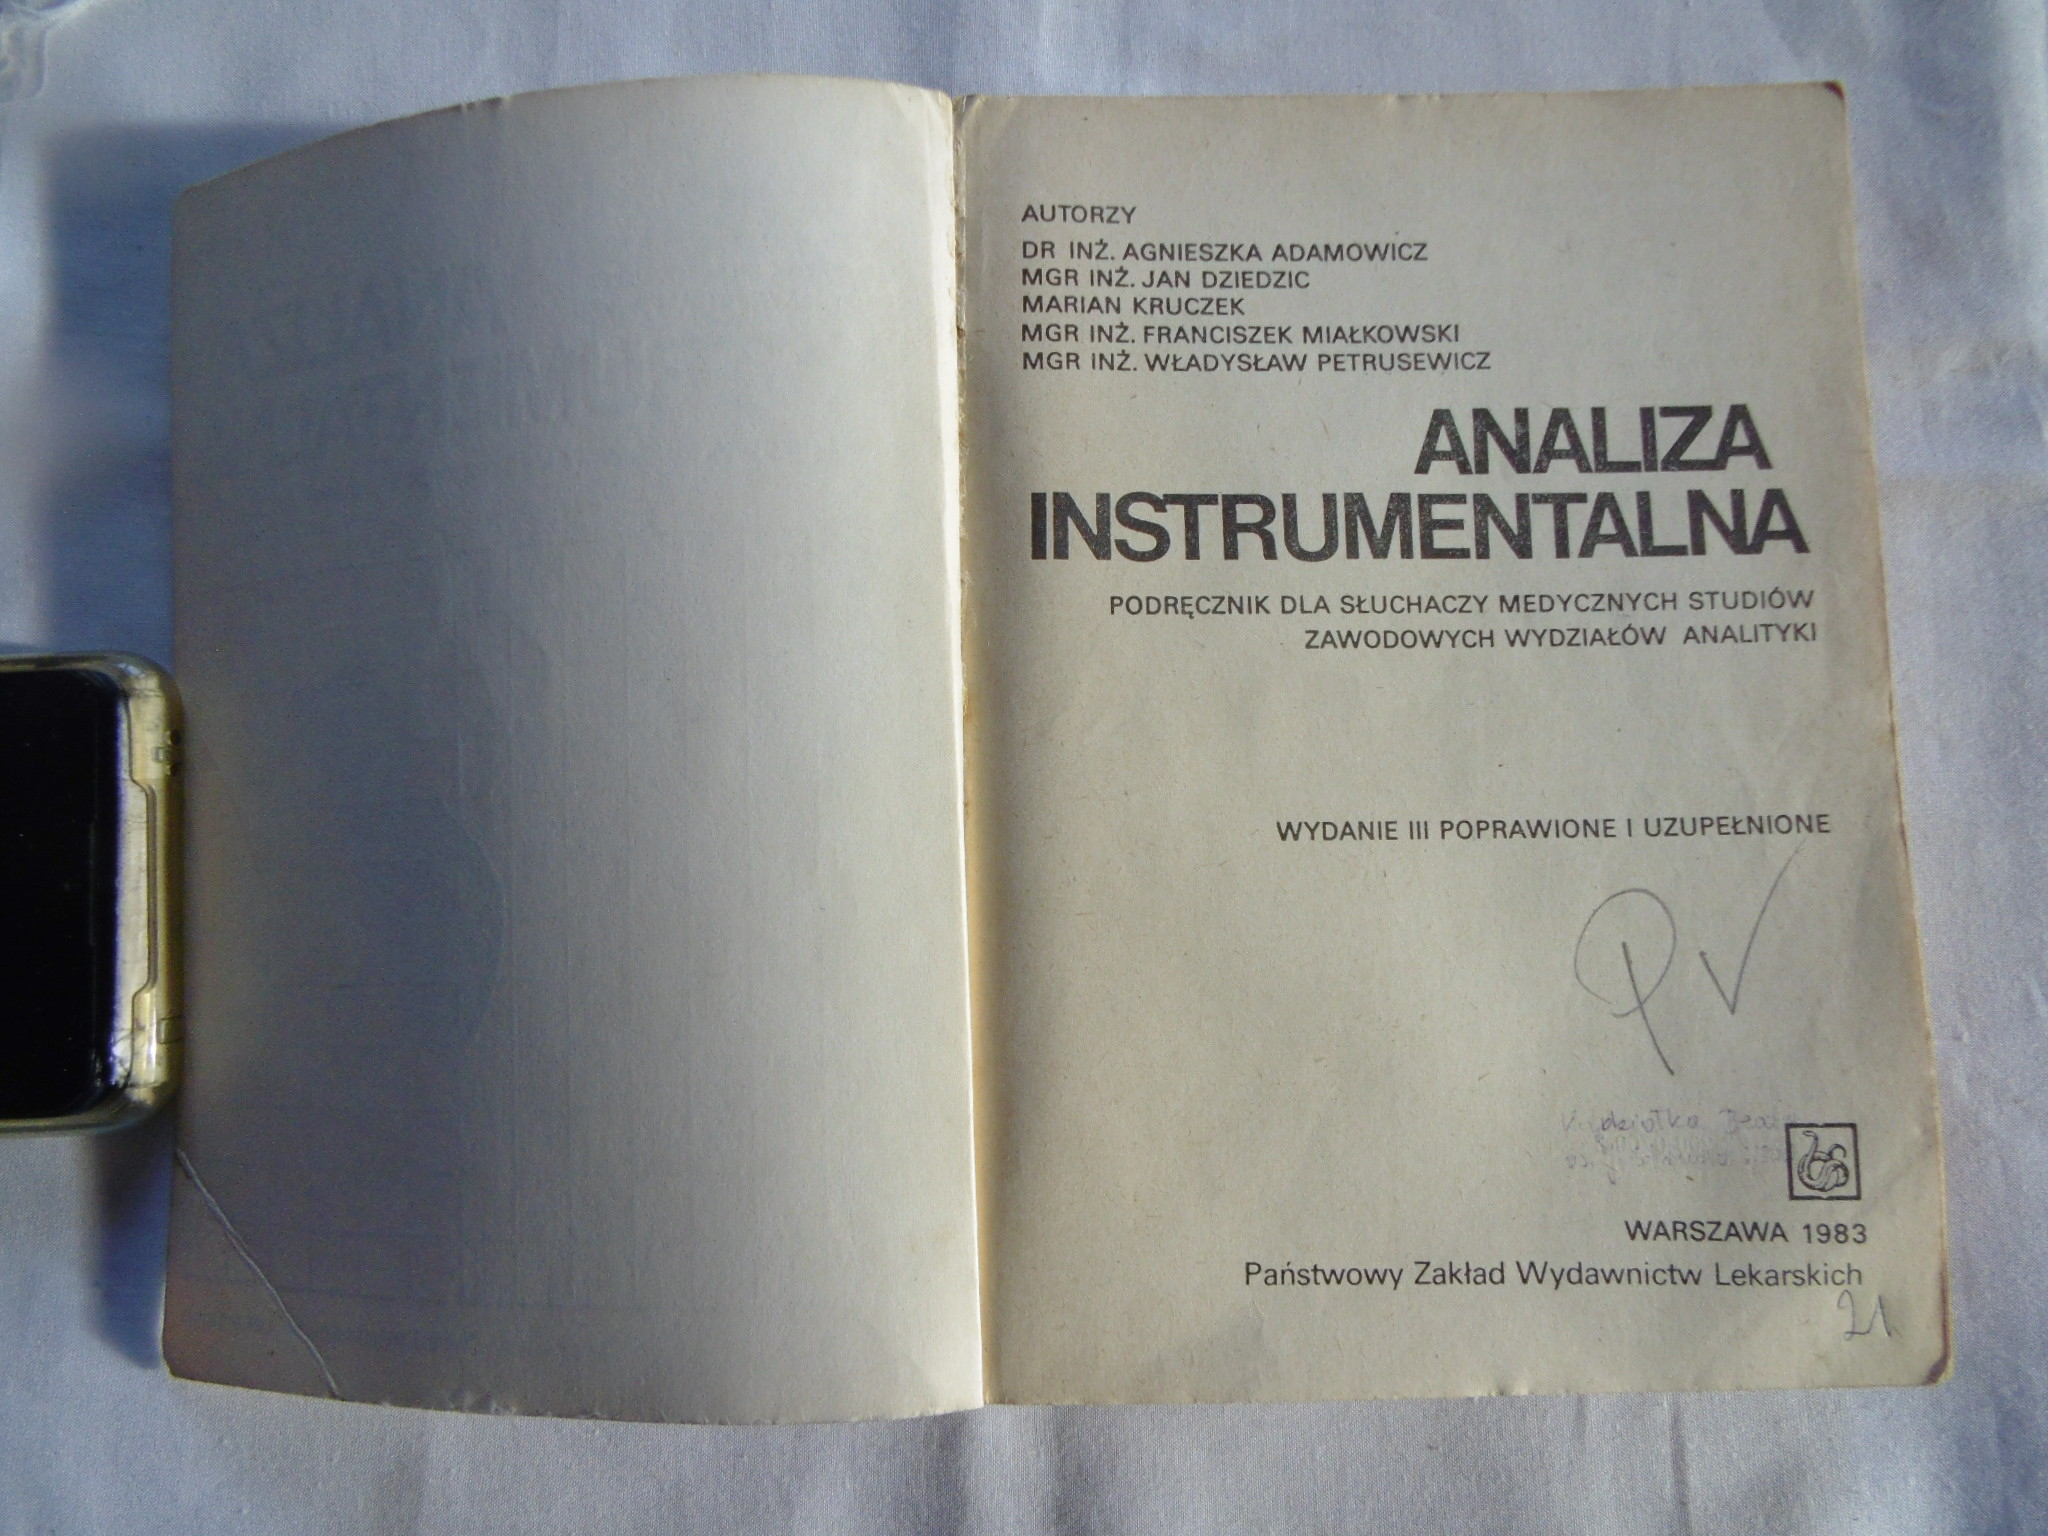 AUTORZY
DR INŻ. AGNIESZKA ADAMOWICZ
MGR INŻ. JAN DZIEDZIC
MARIAN KRUCZEK
MGR INŻ. FRANCISZEK MIAŁKOWSKI
MGR INŻ. WŁADYSŁAW PETRUSEWICZ
ANALIZA
INSTRUMENTALNA
PODRĘCZNIK DLA SŁUCHACZY MEDYCZNYCH STUDIÓW
ZAWODOWYCH WYDZIAŁÓW ANALITYKI
WYDANIE III POPRAWIONE I UZUPEŁNIONE
WARSZAWA 1983
Państwowy Zakład Wydawnictw Lekarskich
21